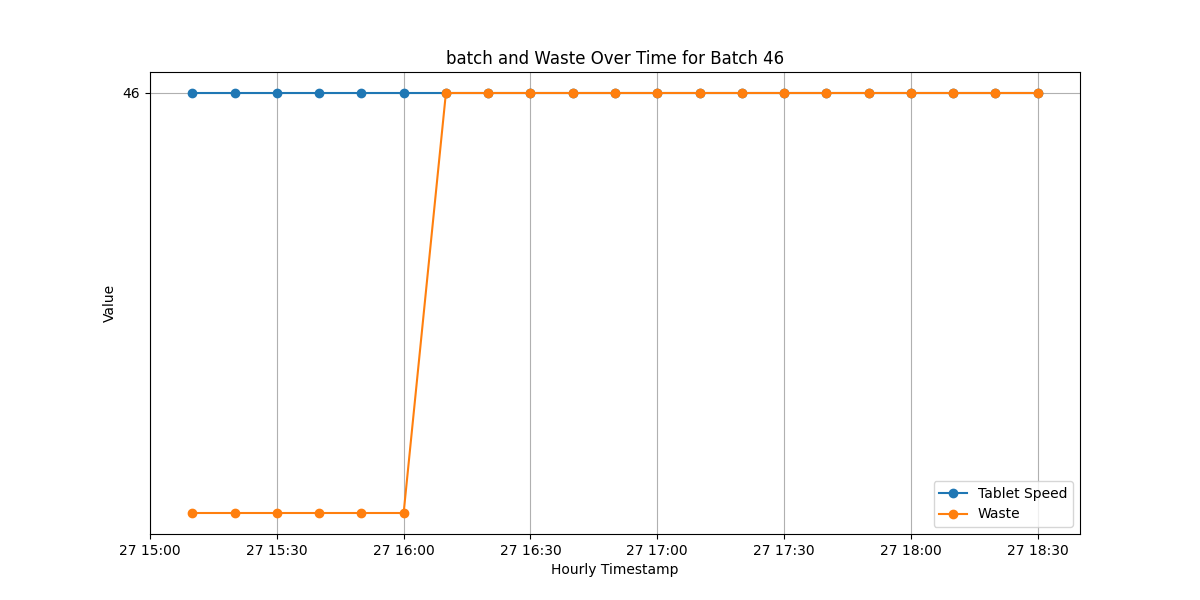 batch and Waste Over Time for Batch 46
46
Value
Tablet Speed
Waste
27 15:00 27 15:30 27 16:00 27 16:30 27 17:00 27 17:30 27 18:00 27 18:30
Hourly Timestamp